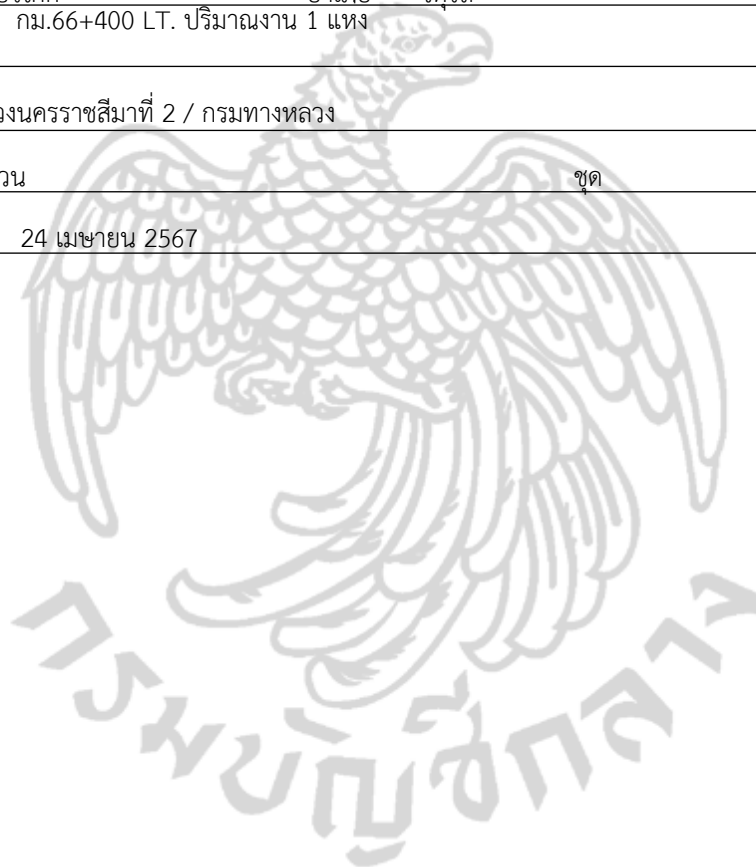 กม.66+400 LT. ปริมาณงาน 1 แหง
วงนครราชสีมาที่ 2 / กรมทางหลวง
วน ชุด
24 เมษายน 2567
กรมบัญชีกลาง